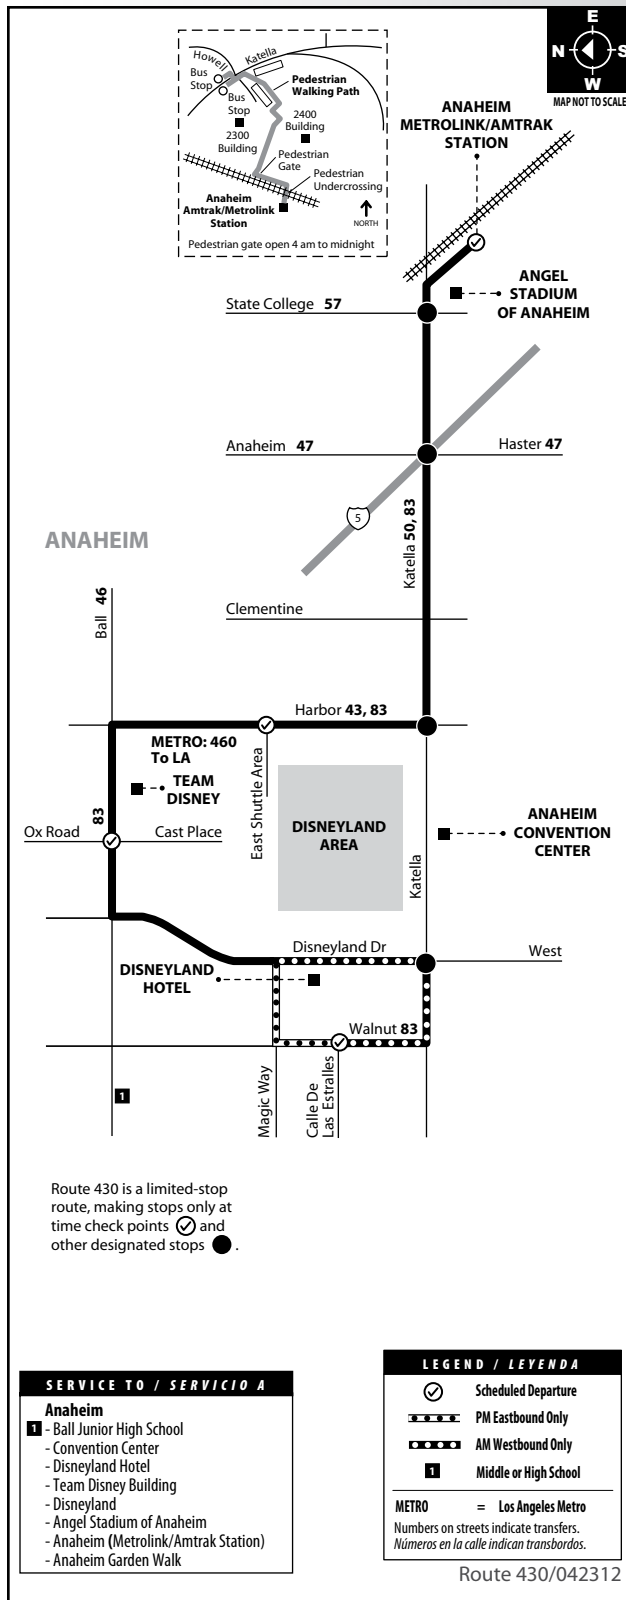 E
N
S
W
MAP NOT TO SCALE
Howell
Katella
Bus
Stop
Bus
Stop
Pedestrian
Walking Path
2300
Building
2400
Building
Pedestrian
Gate
Pedestrian
Undercrossing
Anaheim
Amtrak/Metrolink
Station
NORTH
Pedestrian gate open 4 am to midnight
ANAHEIM
METROLINK/AMTRAK
STATION
ANGEL
STADIUM
OF ANAHEIM
State College 57
Anaheim 47
Haster 47
5
Katella 50, 83
ANAHEIM
Ball 46
Clementine
Harbor 43, 83
METRO: 460
To LA
TEAM
DISNEY
East Shuttle Area
DISNEYLAND
AREA
83
Ox Road
Cast Place
Katella
ANAHEIM
CONVENTION
CENTER
Disneyland Dr
West
DISNEYLAND
HOTEL
Walnut 83
Magic Way
Calle De
Las Estralles
1
Route 430 is a limited-stop
route, making stops only at
time check points and
other designated stops .
SERVICE TO / SERVICIO A
Anaheim
1 - Ball Junior High School
- Convention Center
- Disneyland Hotel
- Team Disney Building
- Disneyland
- Angel Stadium of Anaheim
- Anaheim (Metrolink/Amtrak Station)
- Anaheim Garden Walk
LEGEND / LEYENDA
Scheduled Departure
PM Eastbound Only
AM Westbound Only
1 Middle or High School
METRO = Los Angeles Metro
Numbers on streets indicate transfers.
Números en la calle indican transbordos.
Route 430/042312